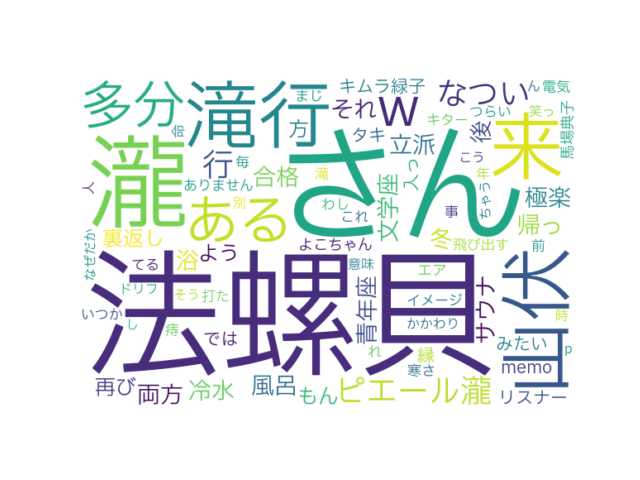 多分
滝行
w
なつい
キムラ緑子
まじ
それ
方
タキ
立派
後
キター
つらい
ん
電気
笑っ
馬場典子
命
毎
行
合格
滝
文学座
入っ
こう
ちゃう
年
来
瀧
さん
ありません
人
ある
別
わし
これ
事
極楽
帰っ
裏返し
浴
よう
よこちゃん
冬
飛び出す
前
なぜだか
てる
ドリフ
そう
打た
意味
エア
イメージ
かかわり
サウナ
山伏
法螺貝
青年座
いつか
し
痔
では
れ
縁
寒さ
みたい
時
p
再び
両方
冷水
風呂
もん
ピエール瀧
memo
リスナー